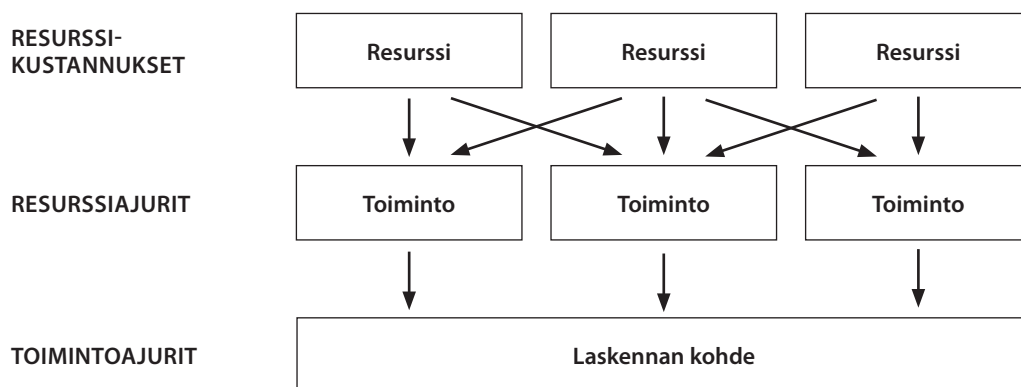 RESURSSI-
KUSTANNUKSET
Resurssi
Resurssi
Resurssi
RESURSSIAJURIT
Toiminto
Toiminto
Toiminto
TOIMINTOAJURIT
Laskennan kohde